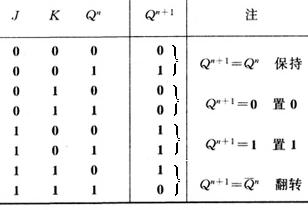 J K Qⁿ Qⁿ⁺¹ 注
0 0 0 0
0 0 1 1
Qⁿ⁺¹=Qⁿ 保持
0 1 0 0
0 1 1 0
Qⁿ⁺¹=0 置 0
1 0 0 1
1 0 1 1
Qⁿ⁺¹=1 置 1
1 1 0 1
1 1 1 0
Qⁿ⁺¹=Q̅ⁿ 翻转